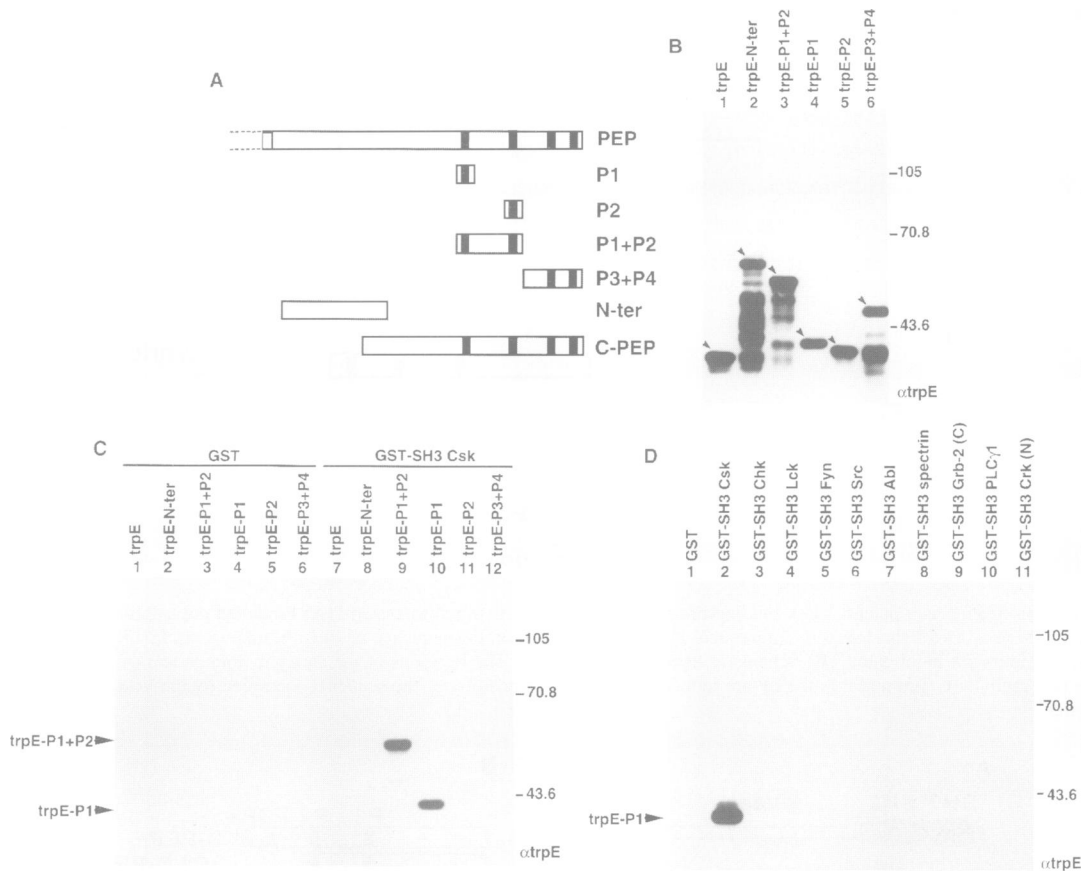 A
PEP
P1
P2
P1+P2
P3+P4
N-ter
C-PEP
B
trpE
trpE-N-ter
trpE-P1+P2
trpE-P1
trpE-P2
trpE-P3+P4
1 2 3 4 5 6
-105
-70.8
-43.6
αtrpE
C
GST
GST-SH3 Csk
trpE
trpE-N-ter
trpE-P1+P2
trpE-P1
trpE-P2
trpE-P3+P4
trpE
trpE-N-ter
trpE-P1+P2
trpE-P1
trpE-P2
trpE-P3+P4
1 2 3 4 5 6 7 8 9 10 11 12
-105
-70.8
trpE-P1+P2
-43.6
trpE-P1
αtrpE
D
GST
GST-SH3 Csk
GST-SH3 Chk
GST-SH3 Lck
GST-SH3 Fyn
GST-SH3 Src
GST-SH3 Abl
GST-SH3 spectrin
GST-SH3 Grb-2 (C)
GST-SH3 PLCγ1
GST-SH3 Crk (N)
1 2 3 4 5 6 7 8 9 10 11
-105
-70.8
-43.6
trpE-P1
αtrpE